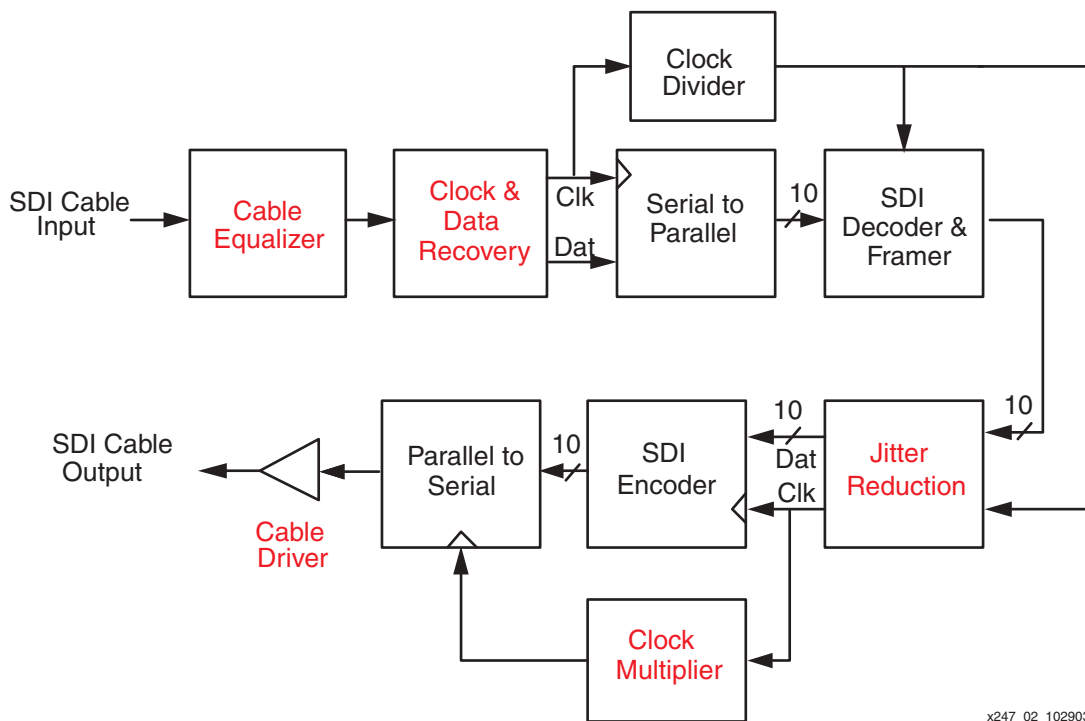 Clock
Divider
SDI Cable
Input
Cable
Equalizer
Clock &
Data
Recovery
Clk
Dat
Serial to
Parallel
10
SDI
Decoder &
Framer
SDI Cable
Output
Cable
Driver
Parallel to
Serial
10
SDI
Encoder
10
Dat
Clk
Jitter
Reduction
10
Clock
Multiplier
x247_02_102903